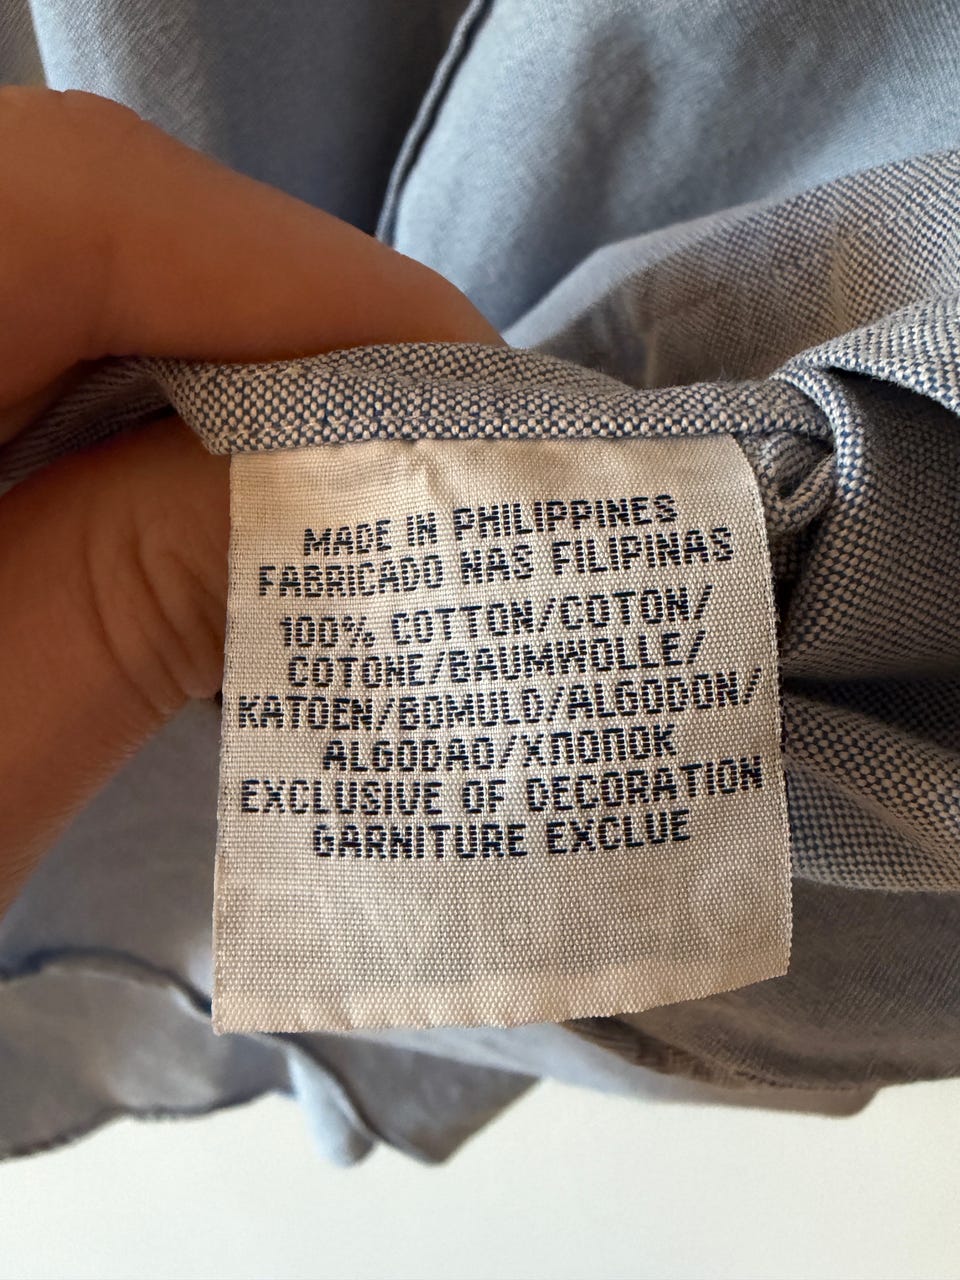 MADE IN PHILIPPINES
FABRICADO NAS FILIPINAS
100% COTTON/COTON/
COTONE/BAUMWOLLE/
KATOEN/BOMULD/ALGODON/
ALGODAO/ХЛОПОК
EXCLUSIVE OF DECORATION
GARNITURE EXCLUE